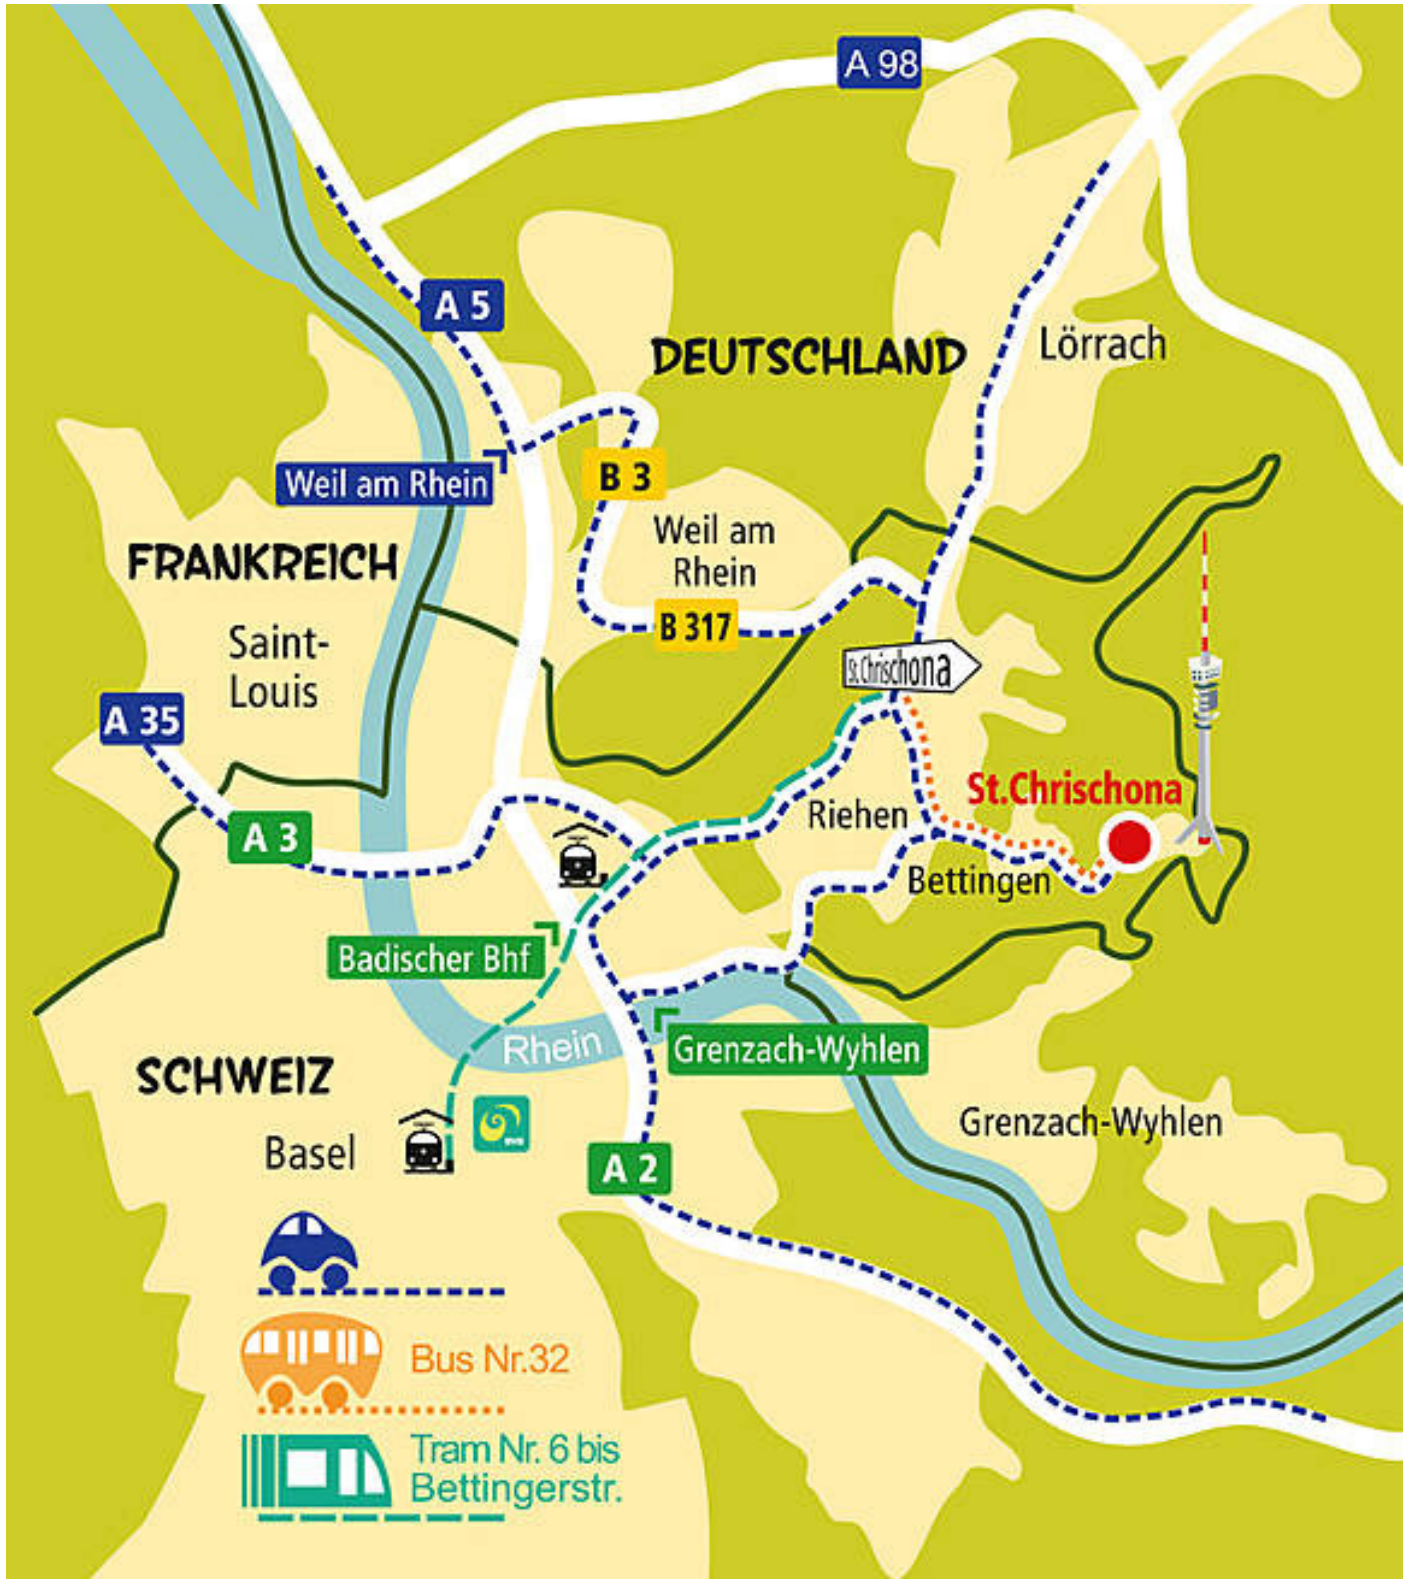 A 98
A 5
DEUTSCHLAND
Lörrach
Weil am Rhein
B 3
Weil am
Rhein
FRANKREICH
Saint-
Louis
B 317
St.Chrischona
A 35
St.Chrischona
Riehen
A 3
Bettingen
Badischer Bhf
Rhein
Grenzach-Wyhlen
SCHWEIZ
Grenzach-Wyhlen
Basel
A 2
Bus Nr.32
Tram Nr. 6 bis
Bettingerstr.